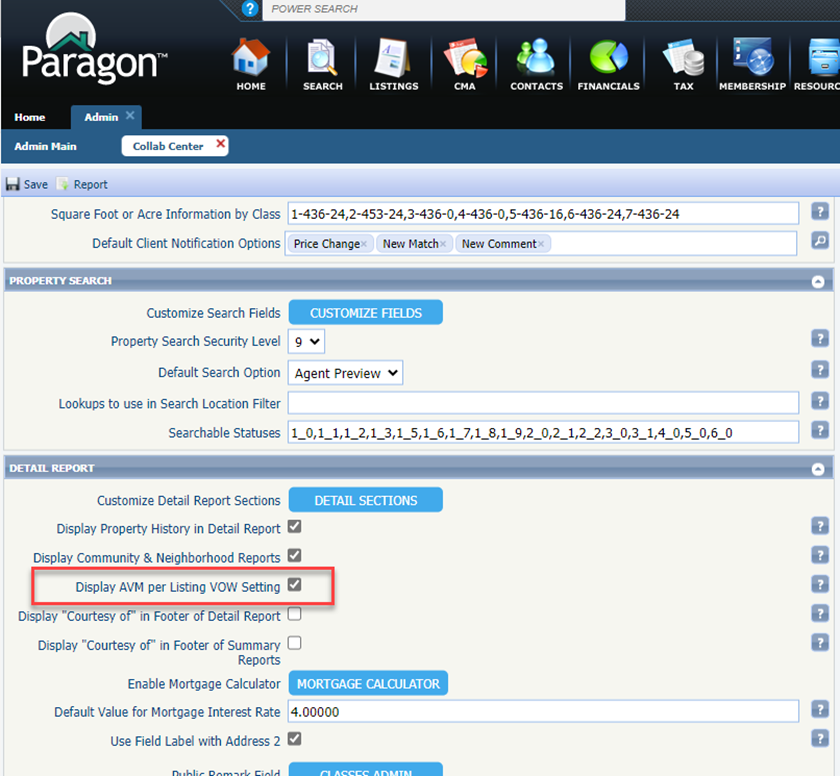 ? POWER SEARCH
Paragon™
HOME SEARCH LISTINGS CMA CONTACTS FINANCIALS TAX MEMBERSHIP RESOURC
Home Admin ×
Admin Main Collab Center ×
Save Report
Square Foot or Acre Information by Class 1-436-24,2-453-24,3-436-0,4-436-0,5-436-16,6-436-24,7-436-24 ?
Default Client Notification Options Price Change× New Match× New Comment×
PROPERTY SEARCH
Customize Search Fields CUSTOMIZE FIELDS
Property Search Security Level 9 ?
Default Search Option Agent Preview ?
Lookups to use in Search Location Filter ?
Searchable Statuses 1_0,1_1,1_2,1_3,1_5,1_6,1_7,1_8,1_9,2_0,2_1,2_2,3_0,3_1,4_0,5_0,6_0 ?
DETAIL REPORT
Customize Detail Report Sections DETAIL SECTIONS
Display Property History in Detail Report ?
Display Community & Neighborhood Reports ?
Display AVM per Listing VOW Setting ?
Display "Courtesy of" in Footer of Detail Report ?
Display "Courtesy of" in Footer of Summary ?
Reports
Enable Mortgage Calculator MORTGAGE CALCULATOR
Default Value for Mortgage Interest Rate 4.00000 ?
Use Field Label with Address 2 ?
Public Remark Field CLASSES ADMIN